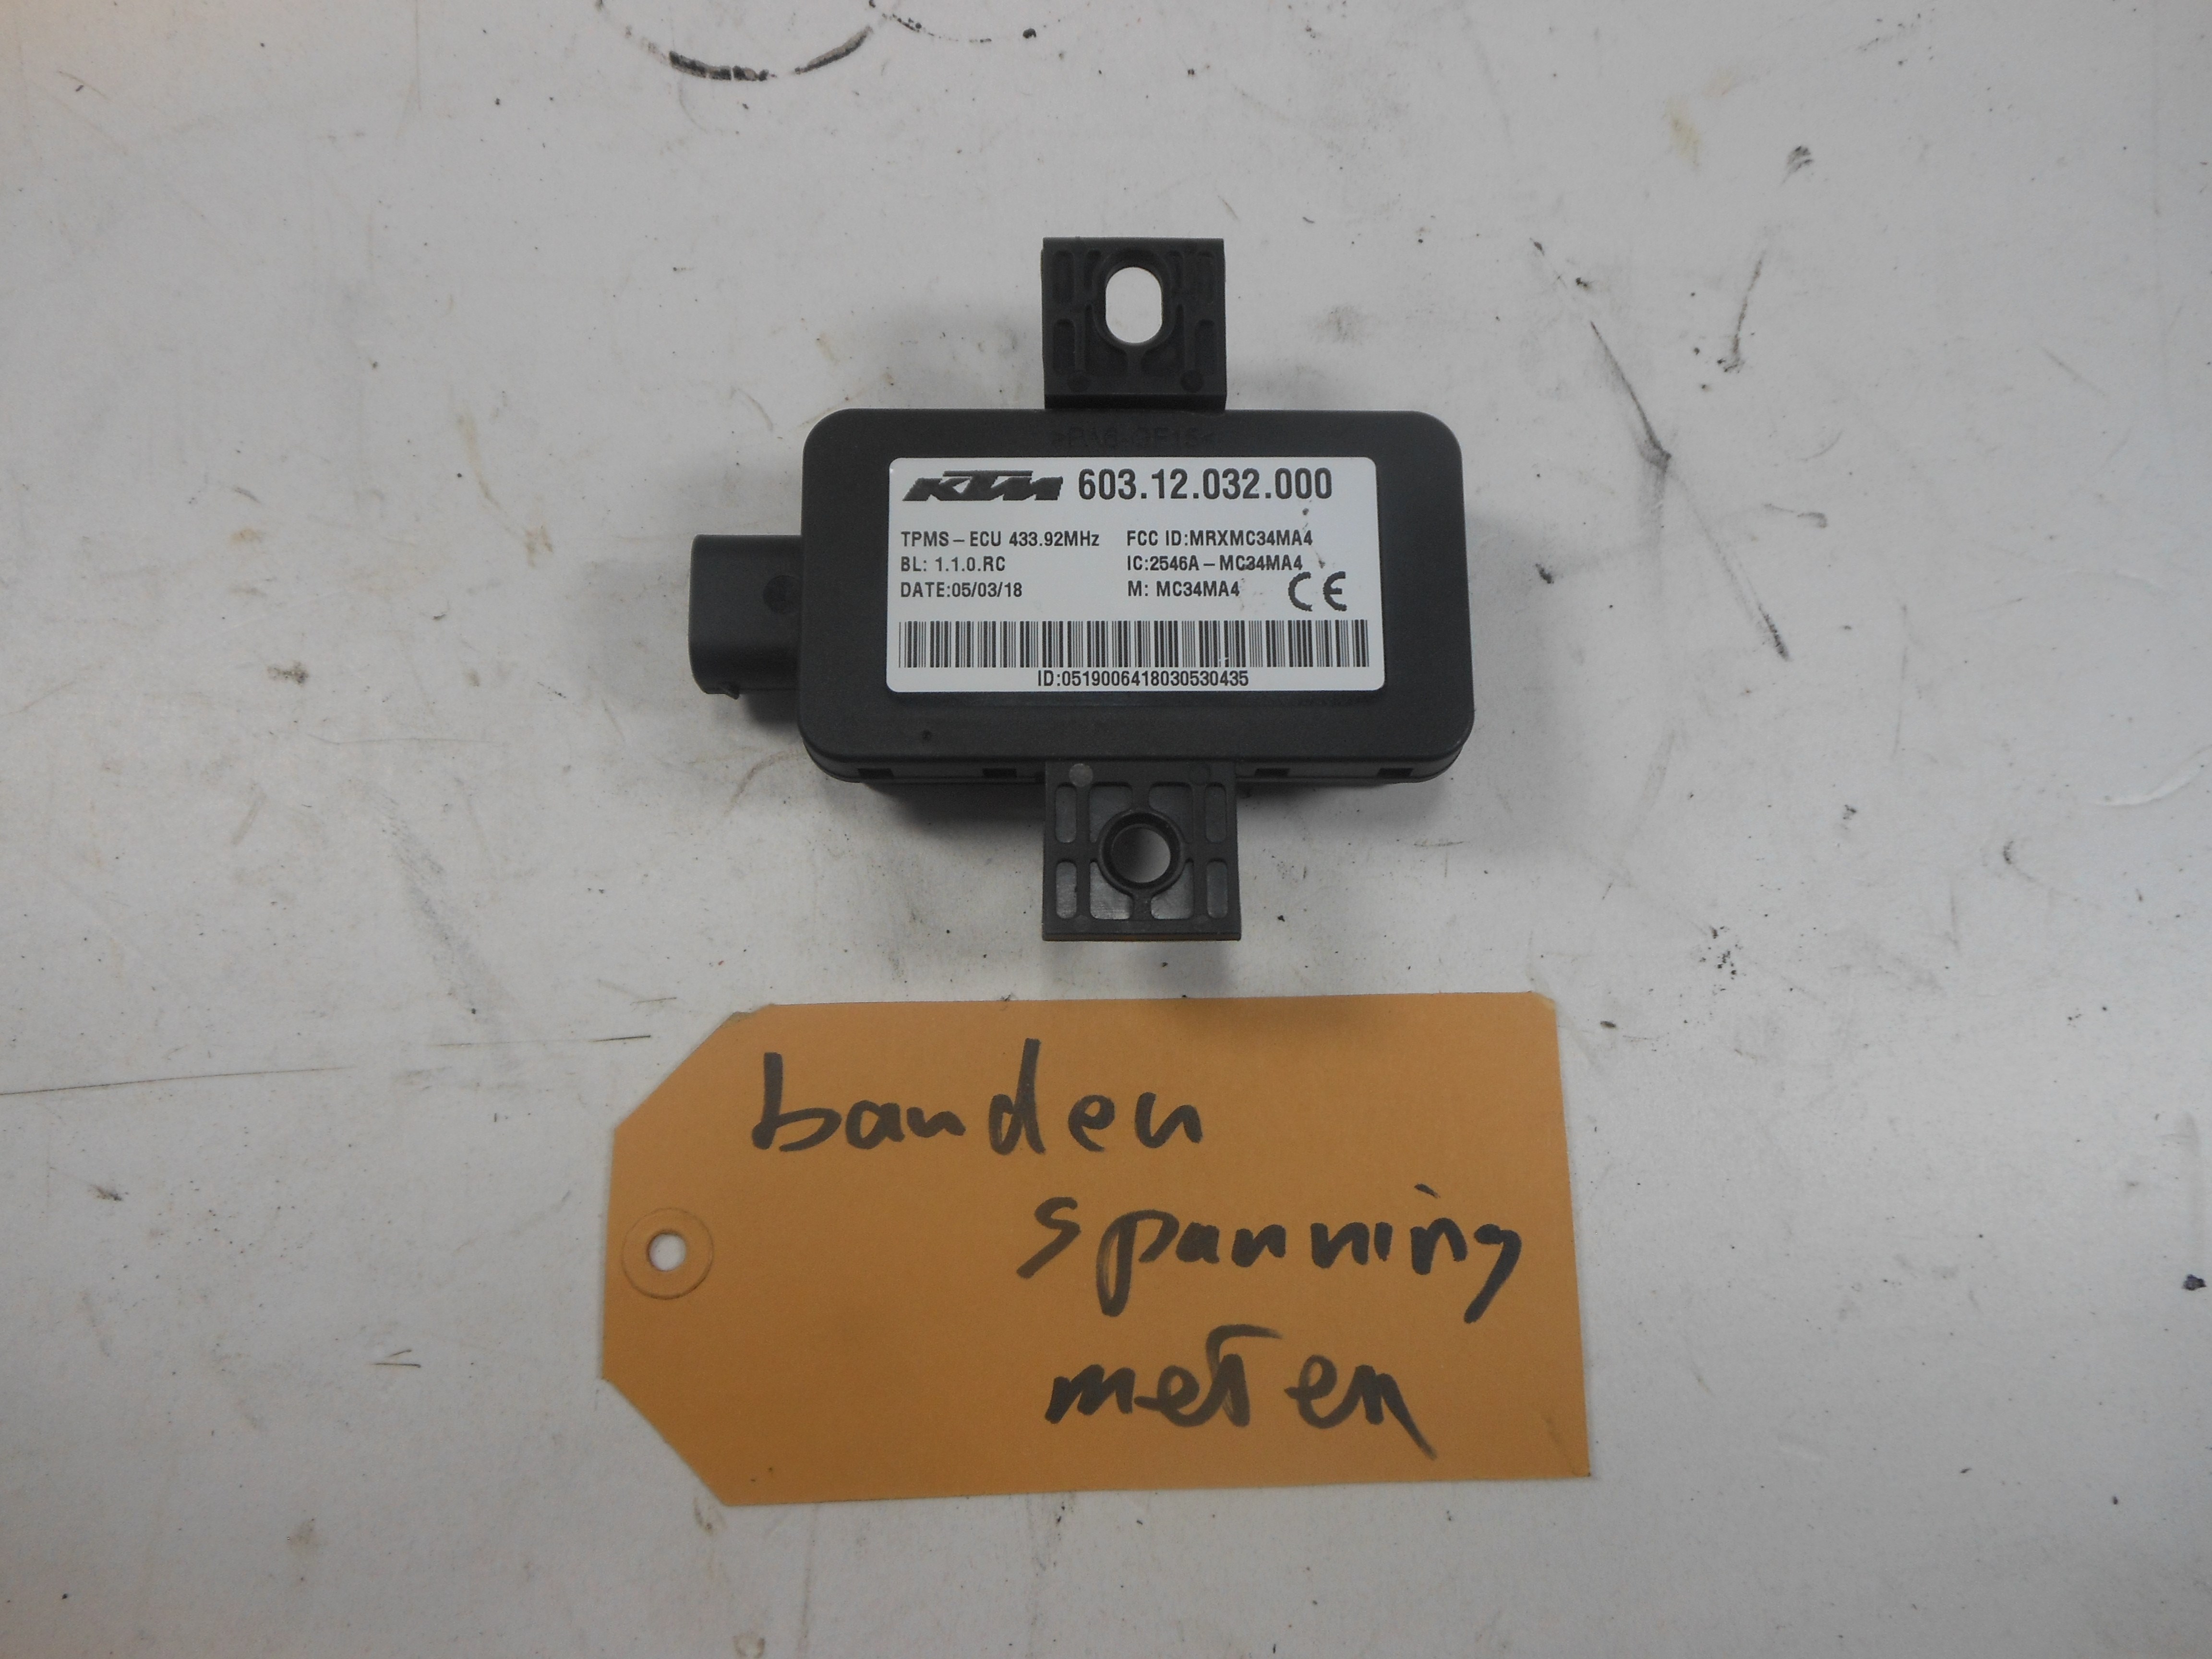 KTM 603.12.032.000
TPMS – ECU 433.92MHz FCC ID:MRXMC34MA4
BL: 1.1.0.RC IC:2546A – MC34MA4
DATE:05/03/18 M: MC34MA4 CE
ID:0519006418030530435
banden
spanning
meten